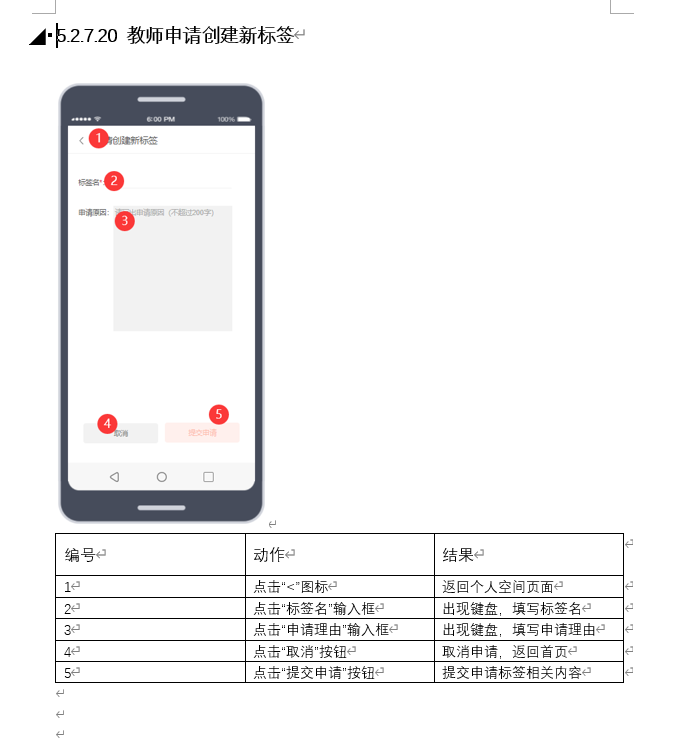 5.2.7.20 教师申请创建新标签
6:00 PM 100%
1 请创建新标签
标签名*: 2
申请原因: 出申请原因 (不超过200字)
3
4 5
取消 提交申请
编号 动作 结果
1 点击“<”图标 返回个人空间页面
2 点击“标签名”输入框 出现键盘，填写标签名
3 点击“申请理由”输入框 出现键盘，填写申请理由
4 点击“取消”按钮 取消申请，返回首页
5 点击“提交申请”按钮 提交申请标签相关内容